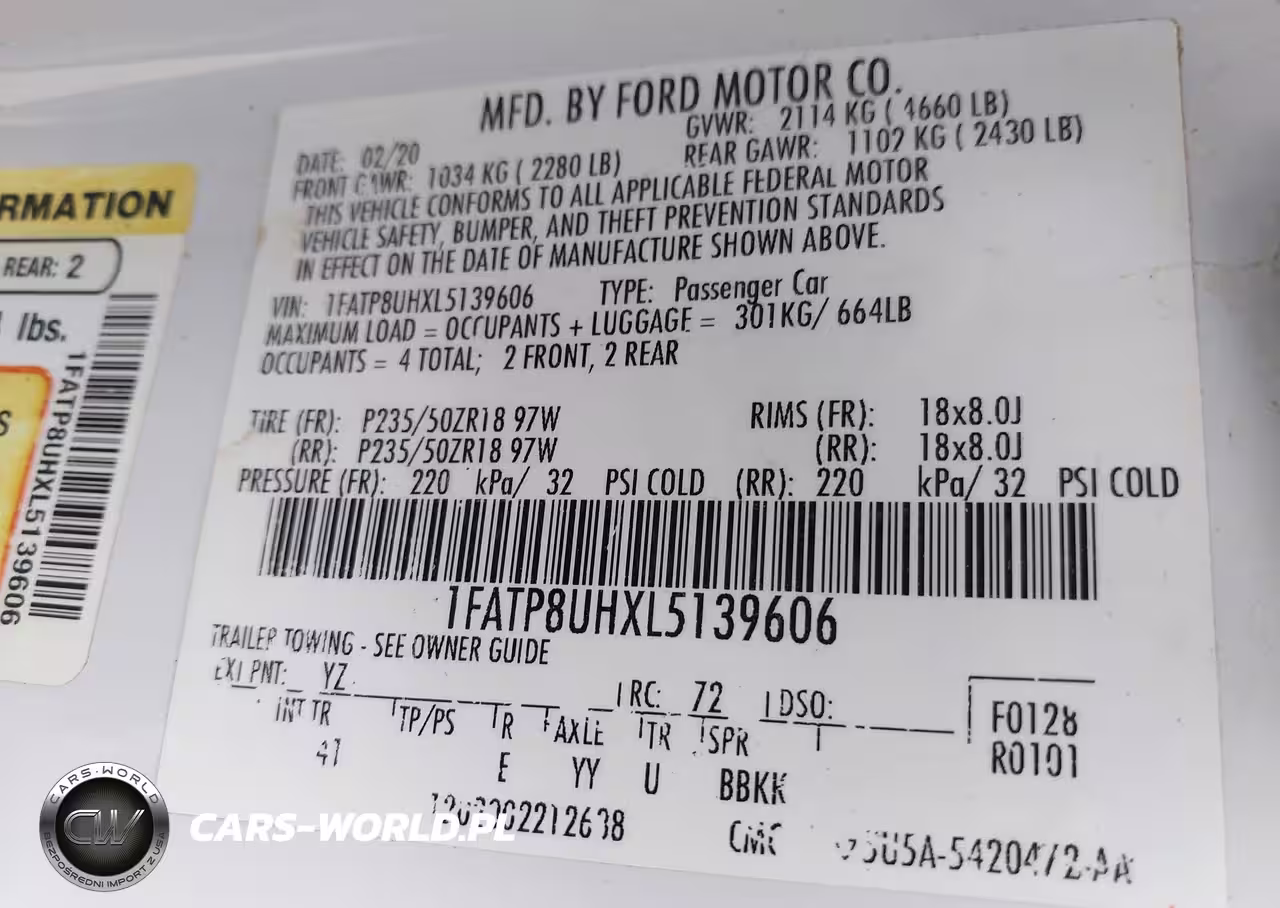 MFD. BY FORD MOTOR CO.
DATE: 02/20 GVWR: 2114 KG ( 4660 LB)
FRONT GAWR: 1034 KG ( 2280 LB) REAR GAWR: 1102 KG ( 2430 LB)
THIS VEHICLE CONFORMS TO ALL APPLICABLE FEDERAL MOTOR
VEHICLE SAFETY, BUMPER, AND THEFT PREVENTION STANDARDS
IN EFFECT ON THE DATE OF MANUFACTURE SHOWN ABOVE.
VIN: 1FATP8UHXL5139606 TYPE: Passenger Car
MAXIMUM LOAD = OCCUPANTS + LUGGAGE = 301KG/ 664LB
OCCUPANTS = 4 TOTAL; 2 FRONT, 2 REAR
TIRE (FR): P235/50ZR18 97W RIMS (FR): 18x8.0J
(RR): P235/50ZR18 97W (RR): 18x8.0J
PRESSURE (FR): 220 kPa/ 32 PSI COLD (RR): 220 kPa/ 32 PSI COLD
1FATP8UHXL5139606
TRAILER TOWING - SEE OWNER GUIDE
EXT PNT: YZ RC: 72 DSO:
F0128
R0101
INT TR TP/PS R AXLE TR SPR
41 E YY U BBKK
CMC
RMATION
REAR: 2
lbs.
S
1FATP8UHXL5139606
CARS-WORLD
CW
BEZPOŚREDNI IMPORT Z USA
CARS-WORLD.PL